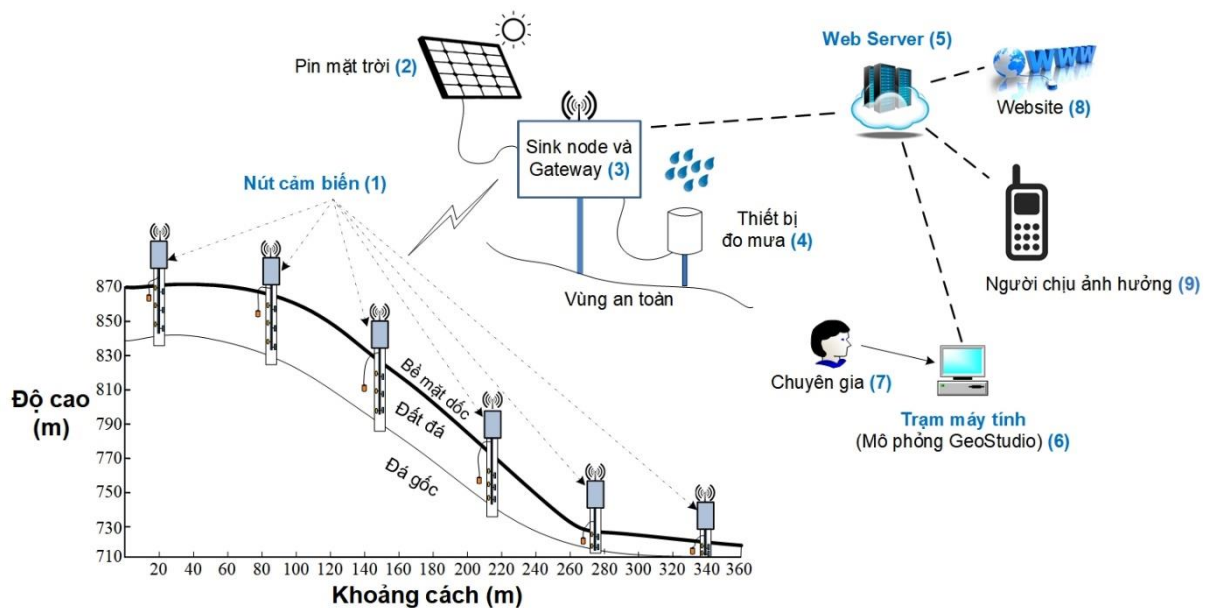 Pin mặt trời (2)
Web Server (5)
Website (8)
Sink node và
Gateway (3)
Nút cảm biến (1)
Thiết bị
đo mưa (4)
Vùng an toàn
Người chịu ảnh hưởng (9)
Chuyên gia (7)
Trạm máy tính
(Mô phỏng GeoStudio) (6)
Độ cao
(m)
870
850
830
810
790
770
750
730
710
Bề mặt dốc
Đất đá
Đá gốc
20 40 60 80 100 120 140 160 180 200 220 240 260 280 300 320 340 360
Khoảng cách (m)
WWW